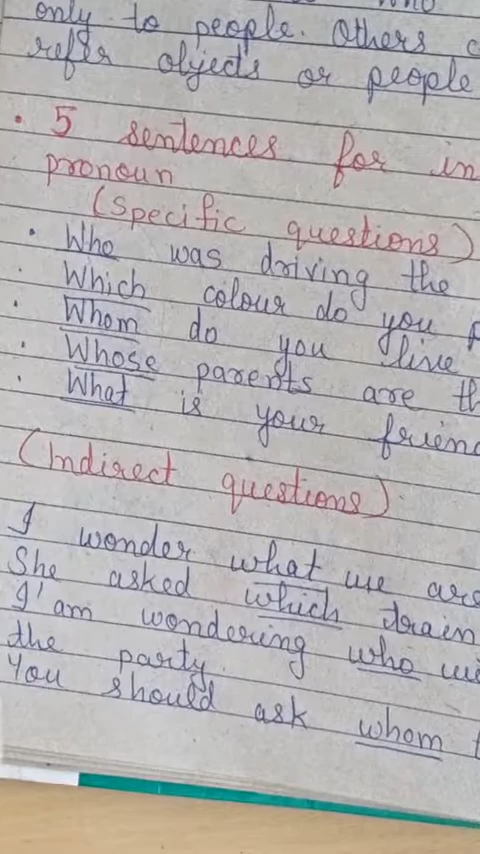 only to people. Others
refer objects or people
• 5 sentences for in
pronoun
(specific questions)
• Who was driving the
• Which colour do you
• Whom do you live
• Whose parents are th
• What is your frien
(Indirect questions)
I wonder what we are
She asked which train
I'am wondering who
the party.
You should ask whom